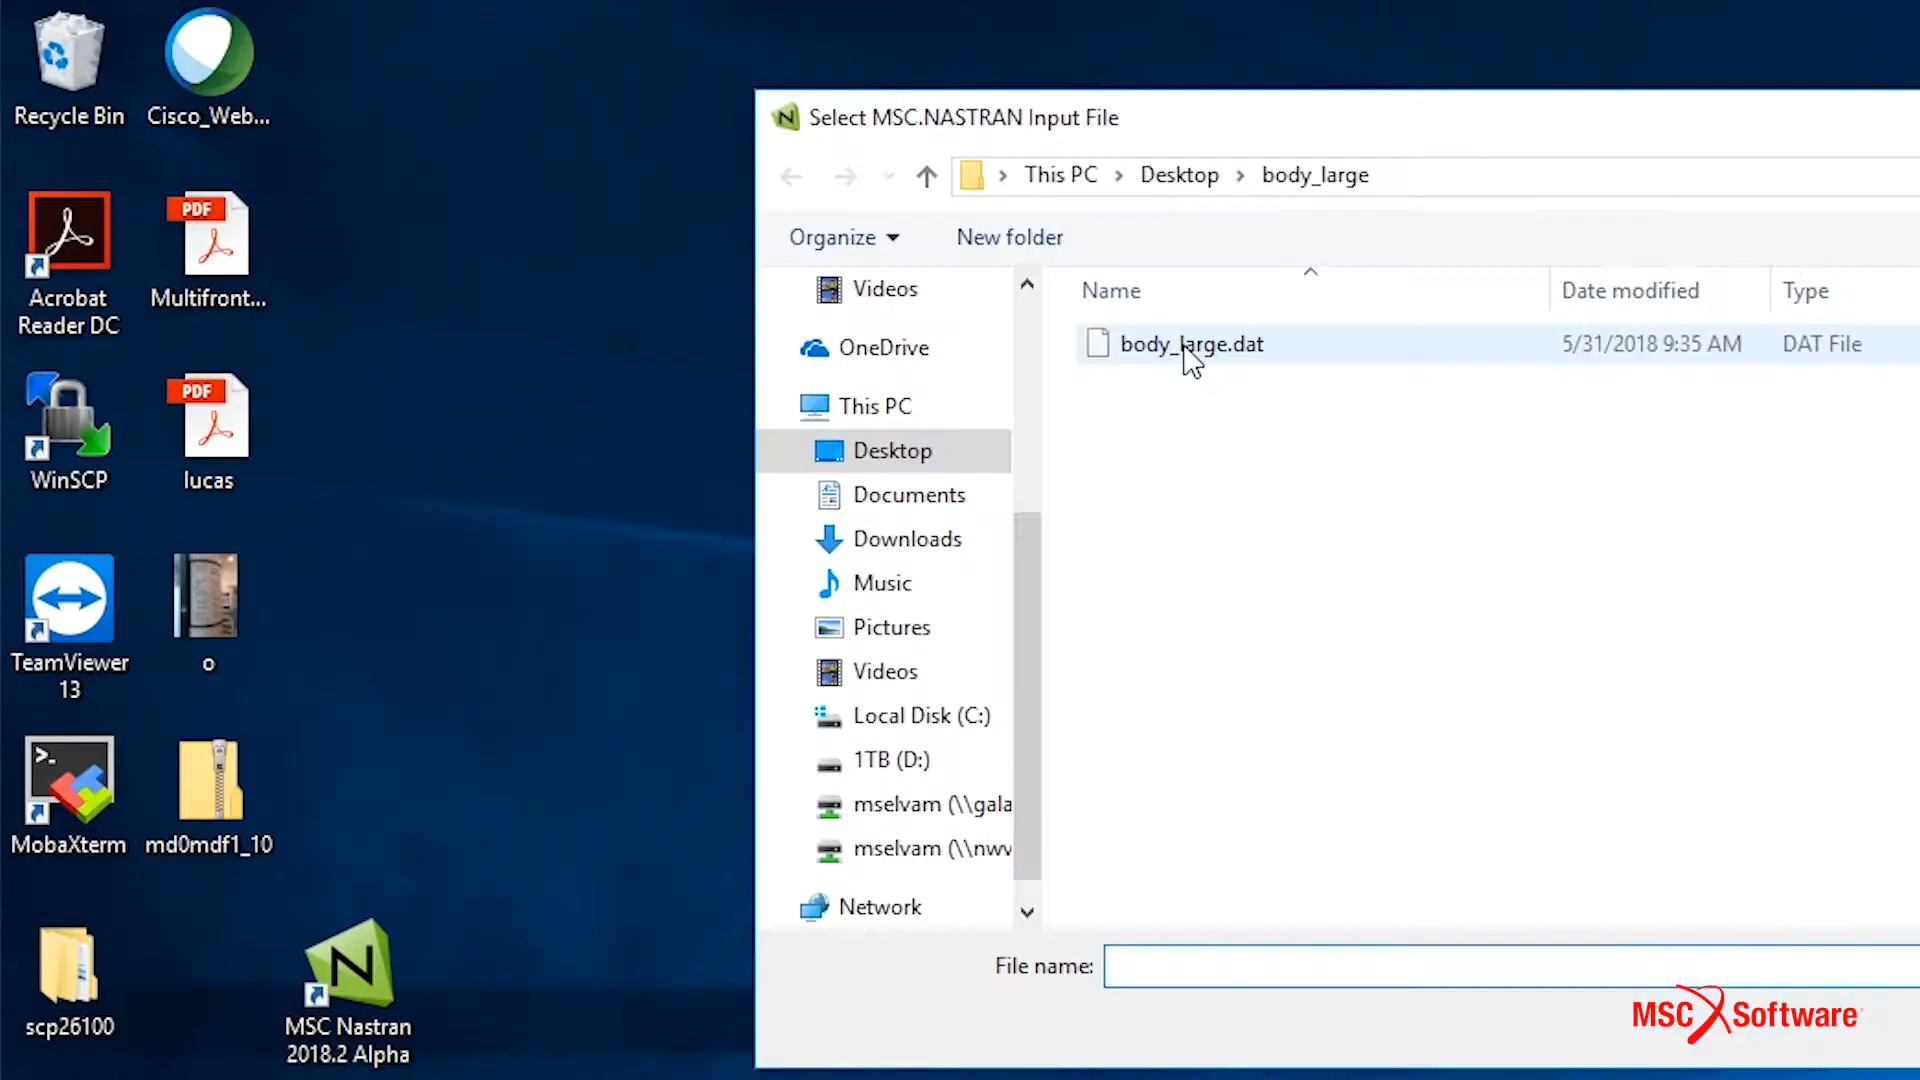 Recycle Bin
Cisco_Web...
Acrobat
Reader DC
PDF
Multifront...
WinSCP
PDF
lucas
TeamViewer
13
o
MobaXterm
md0mdf1_10
scp26100
N
MSC Nastran
2018.2 Alpha
N Select MSC.NASTRAN Input File
This PC > Desktop > body_large
Organize
New folder
Videos
OneDrive
This PC
Desktop
Documents
Downloads
Music
Pictures
Videos
Local Disk (C:)
1TB (D:)
mselvam (\\gala
mselvam (\\nwv
Network
Name
Date modified
Type
body_large.dat
5/31/2018 9:35 AM
DAT File
File name:
MSC Software